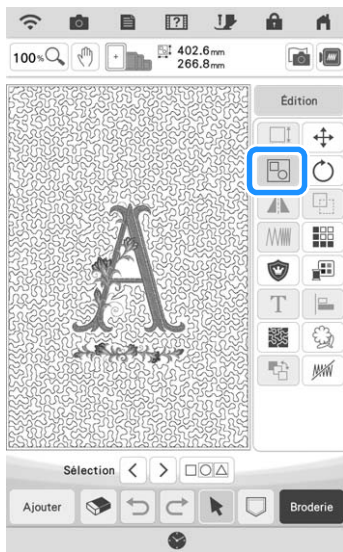 100%
402.6mm
266.8mm
Édition
Sélection
Ajouter
Broderie